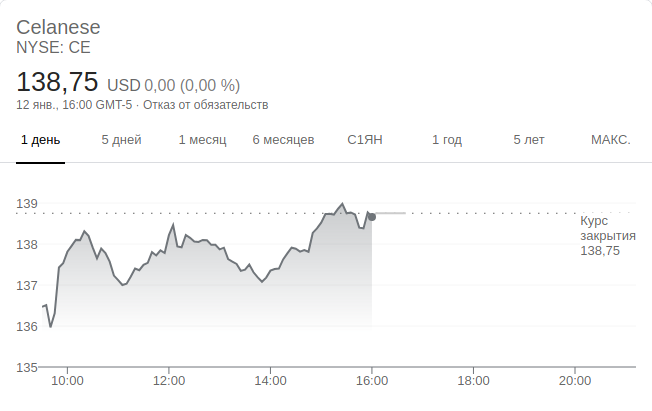 Celanese
NYSE: CE
138,75 USD 0,00 (0,00 %)
12 янв., 16:00 GMT-5 · Отказ от обязательств
1 день 5 дней 1 месяц 6 месяцев С1ЯН 1 год 5 лет МАКС.
139
138
137
136
135
Курс
закрытия
138,75
10:00 12:00 14:00 16:00 18:00 20:00